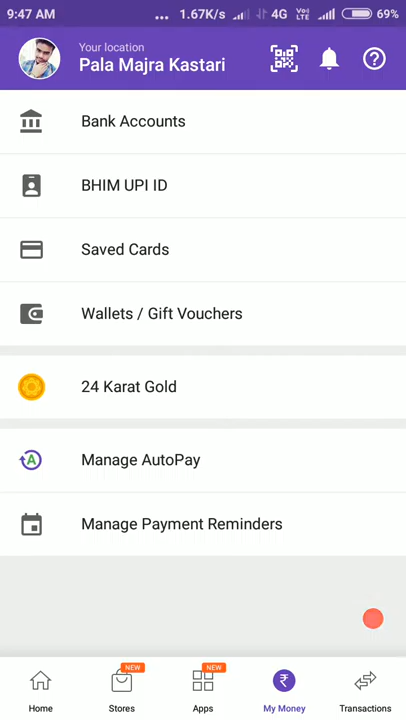 9:47 AM ... 1.67K/s 4G VoD LTE 69%
Your location
Pala Majra Kastari
Bank Accounts
BHIM UPI ID
Saved Cards
Wallets / Gift Vouchers
24 Karat Gold
A Manage AutoPay
Manage Payment Reminders
NEW NEW
₹
Home Stores Apps My Money Transactions